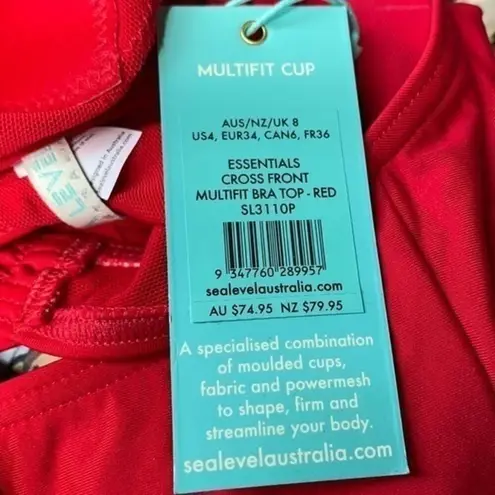 MULTIFIT CUP
AUS/NZ/UK 8
US4, EUR34, CAN6, FR36
ESSENTIALS
CROSS FRONT
MULTIFIT BRA TOP - RED
SL3110P
9 347760 289957
sealevelaustralia.com
AU $74.95 NZ $79.95
A specialised combination
of moulded cups,
fabric and powermesh
to shape, firm and
streamline your body.
sealevelaustralia.com